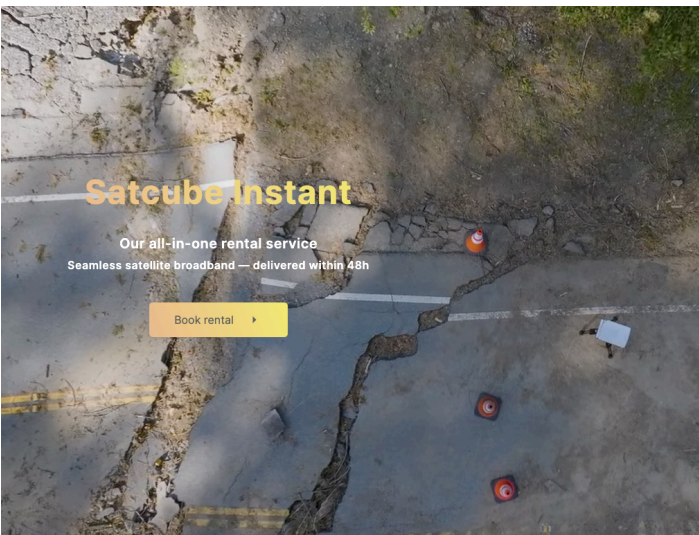 Satcube Instant
Our all-in-one rental service
Seamless satellite broadband — delivered within 48h
Book rental